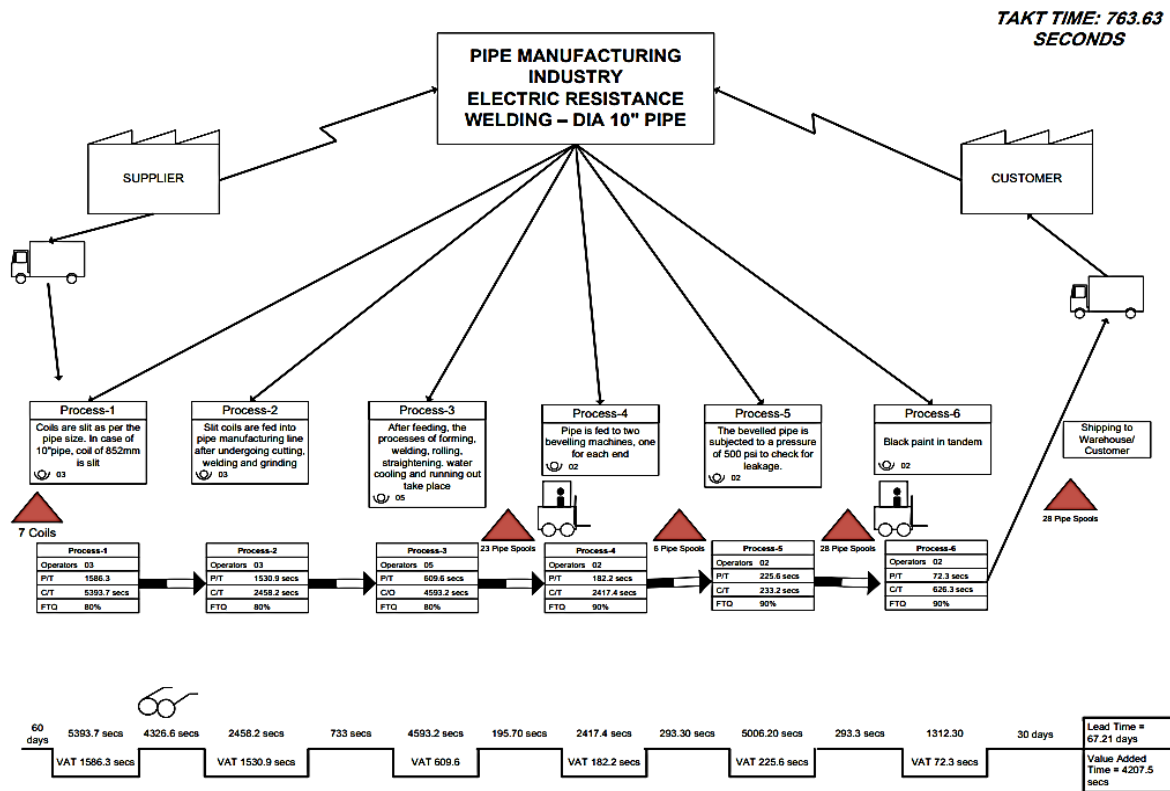 TAKT TIME: 763.63
SECONDS
PIPE MANUFACTURING
INDUSTRY
ELECTRIC RESISTANCE
WELDING – DIA 10" PIPE
SUPPLIER
CUSTOMER
Process-1
Coils are slit as per the
pipe size. In case of
10"pipe, coil of 852mm
is slit
03
Process-2
Slit coils are fed into
pipe manufacturing line
after undergoing cutting,
welding and grinding
03
Process-3
After feeding, the
processes of forming,
welding, rolling,
straightening. water
cooling and running out
take place
05
Process-4
Pipe is fed to two
bevelling machines, one
for each end
02
Process-5
The bevelled pipe is
subjected to a pressure
of 500 psi to check for
leakage.
02
Process-6
Black paint in tandem
02
Shipping to
Warehouse/
Customer
7 Coils
23 Pipe Spools
6 Pipe Spools
28 Pipe Spools
28 Pipe Spools
Process-1
Operators 03
P/T 1586.3
C/T 5393.7 secs
FTQ 80%
Process-2
Operators 03
P/T 1530.9 secs
C/T 2458.2 secs
FTQ 80%
Process-3
Operators 05
P/T 609.6 secs
C/O 4593.2 secs
FTQ 80%
Process-4
Operators 02
P/T 182.2 secs
C/T 2417.4 secs
FTQ 90%
Process-5
Operators 02
P/T 225.6 secs
C/T 233.2 secs
FTQ 90%
Process-6
Operators 02
P/T 72.3 secs
C/T 626.3 secs
FTQ 90%
60
days
5393.7 secs
4326.6 secs
2458.2 secs
733 secs
4593.2 secs
195.70 secs
2417.4 secs
293.30 secs
5006.20 secs
293.3 secs
1312.30
30 days
Lead Time =
67.21 days
VAT 1586.3 secs
VAT 1530.9 secs
VAT 609.6
VAT 182.2 secs
VAT 225.6 secs
VAT 72.3 secs
Value Added
Time = 4207.5
secs